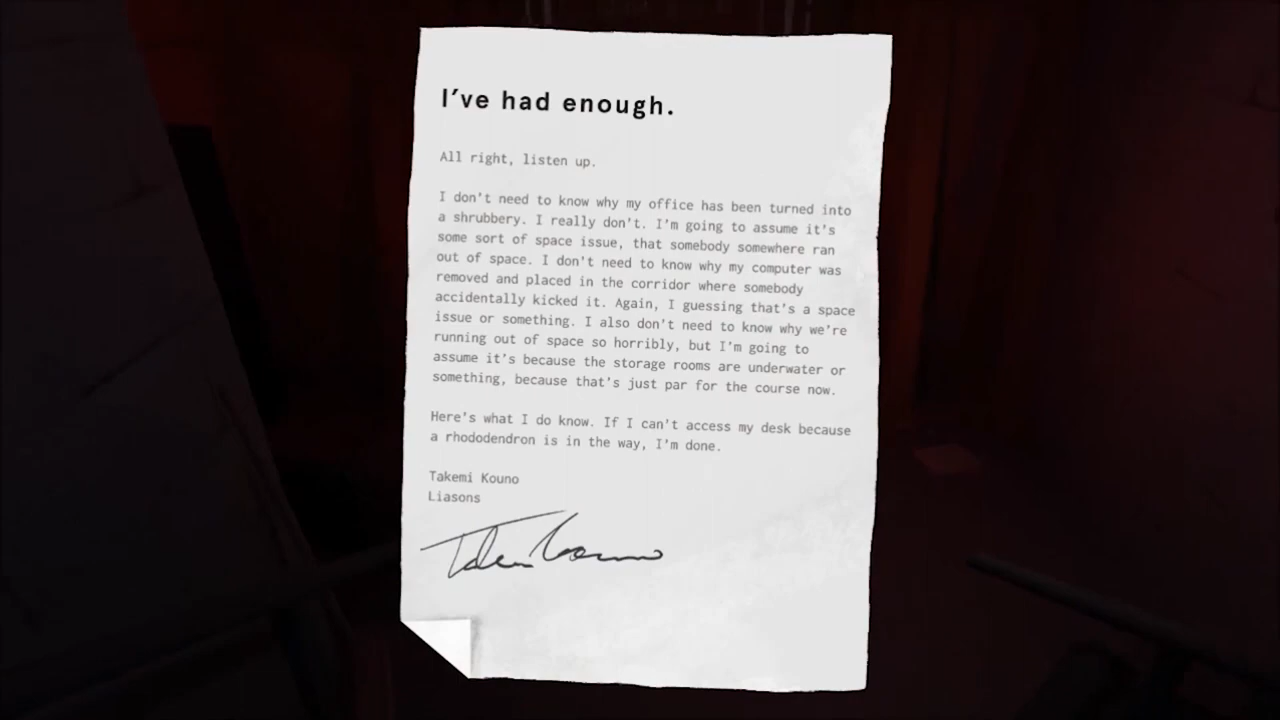 I've had enough.
All right, listen up.
I don't need to know why my office has been turned into
a shrubbery. I really don't. I'm going to assume it's
some sort of space issue, that somebody somewhere ran
out of space. I don't need to know why my computer was
removed and placed in the corridor where somebody
accidentally kicked it. Again, I guessing that's a space
issue or something. I also don't need to know why we're
running out of space so horribly, but I'm going to
assume it's because the storage rooms are underwater or
something, because that's just par for the course now.
Here's what I do know. If I can't access my desk because
a rhododendron is in the way, I'm done.
Takemi Kouno
Liasons
Takemi Kouno